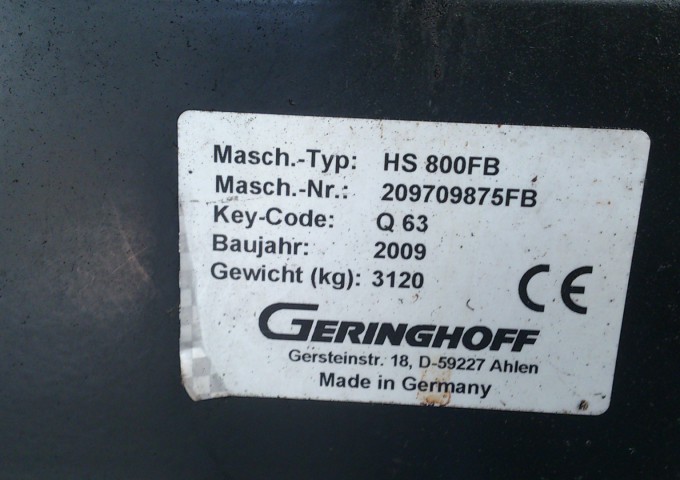 Masch.-Typ: HS 800FB
Masch.-Nr.: 209709875FB
Key-Code: Q 63
Baujahr: 2009
Gewicht (kg): 3120
CE
GERINGHOFF
Gersteinstr. 18, D-59227 Ahlen
Made in Germany